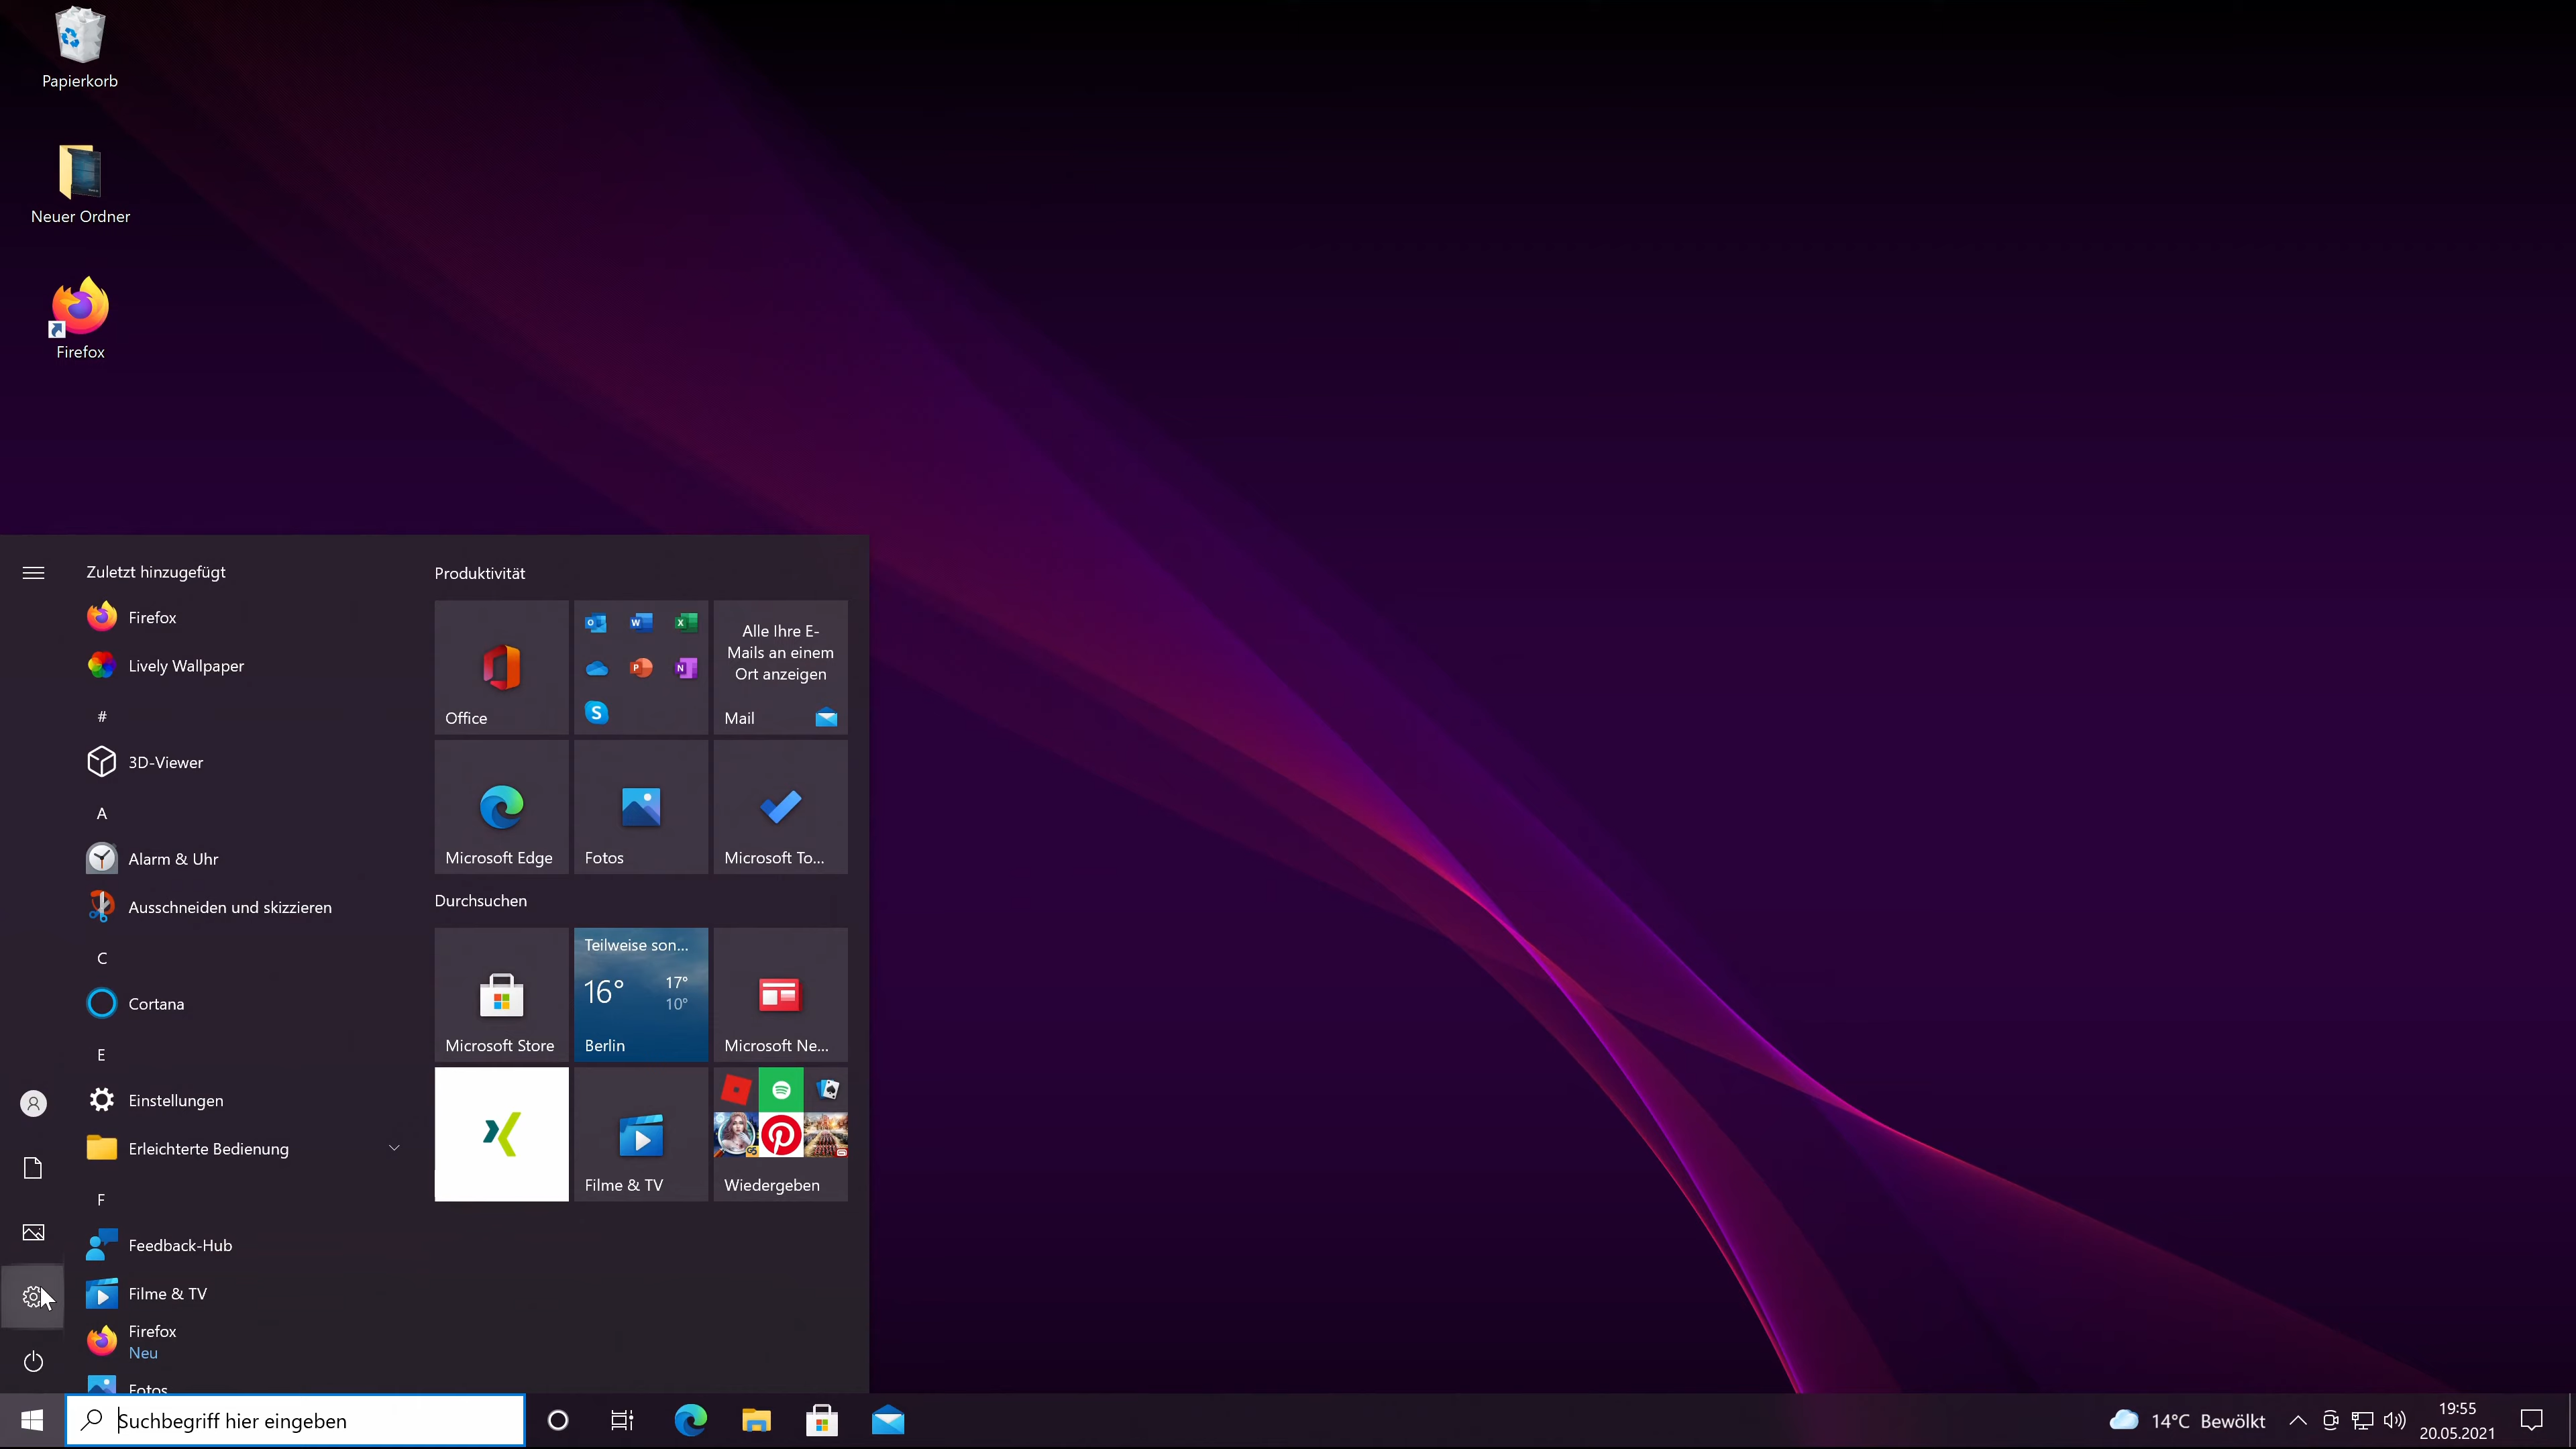 Papierkorb
Neuer Ordner
Firefox
Zuletzt hinzugefügt
Firefox
Lively Wallpaper
#
3D-Viewer
A
Alarm & Uhr
Ausschneiden und skizzieren
C
Cortana
E
Einstellungen
Erleichterte Bedienung
F
Feedback-Hub
Filme & TV
Firefox
Neu
Fotos
Produktivität
Office
Alle Ihre E-
Mails an einem
Ort anzeigen
Mail
Microsoft Edge
Fotos
Microsoft To...
Durchsuchen
Microsoft Store
Teilweise son...
16°
17°
10°
Berlin
Microsoft Ne...
Filme & TV
Wiedergeben
Suchbegriff hier eingeben
14°C Bewölkt
19:55
20.05.2021